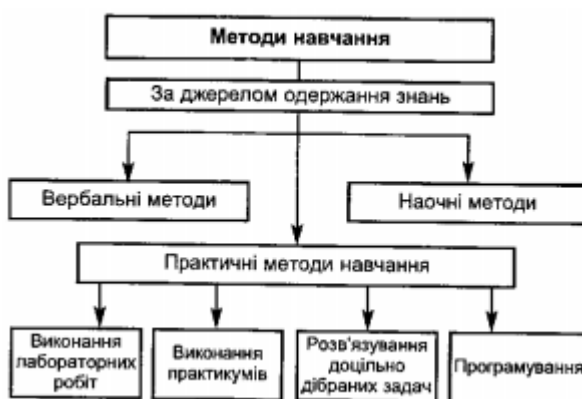 Методи навчання
За джерелом одержання знань
Вербальні методи
Наочні методи
Практичні методи навчання
Виконання
лабораторних
робіт
Виконання
практикумів
Розв'язування
доцільно
дібраних задач
Програмування